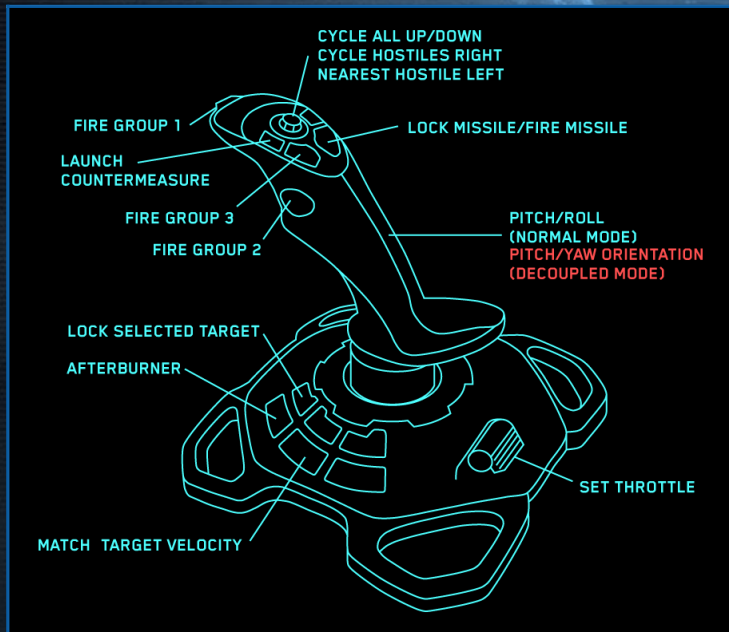 CYCLE ALL UP/DOWN
CYCLE HOSTILES RIGHT
NEAREST HOSTILE LEFT
FIRE GROUP 1
LOCK MISSILE/FIRE MISSILE
LAUNCH
COUNTERMEASURE
FIRE GROUP 3
FIRE GROUP 2
PITCH/ROLL
(NORMAL MODE)
PITCH/YAW ORIENTATION
(DECOUPLED MODE)
LOCK SELECTED TARGET
AFTERBURNER
SET THROTTLE
MATCH TARGET VELOCITY